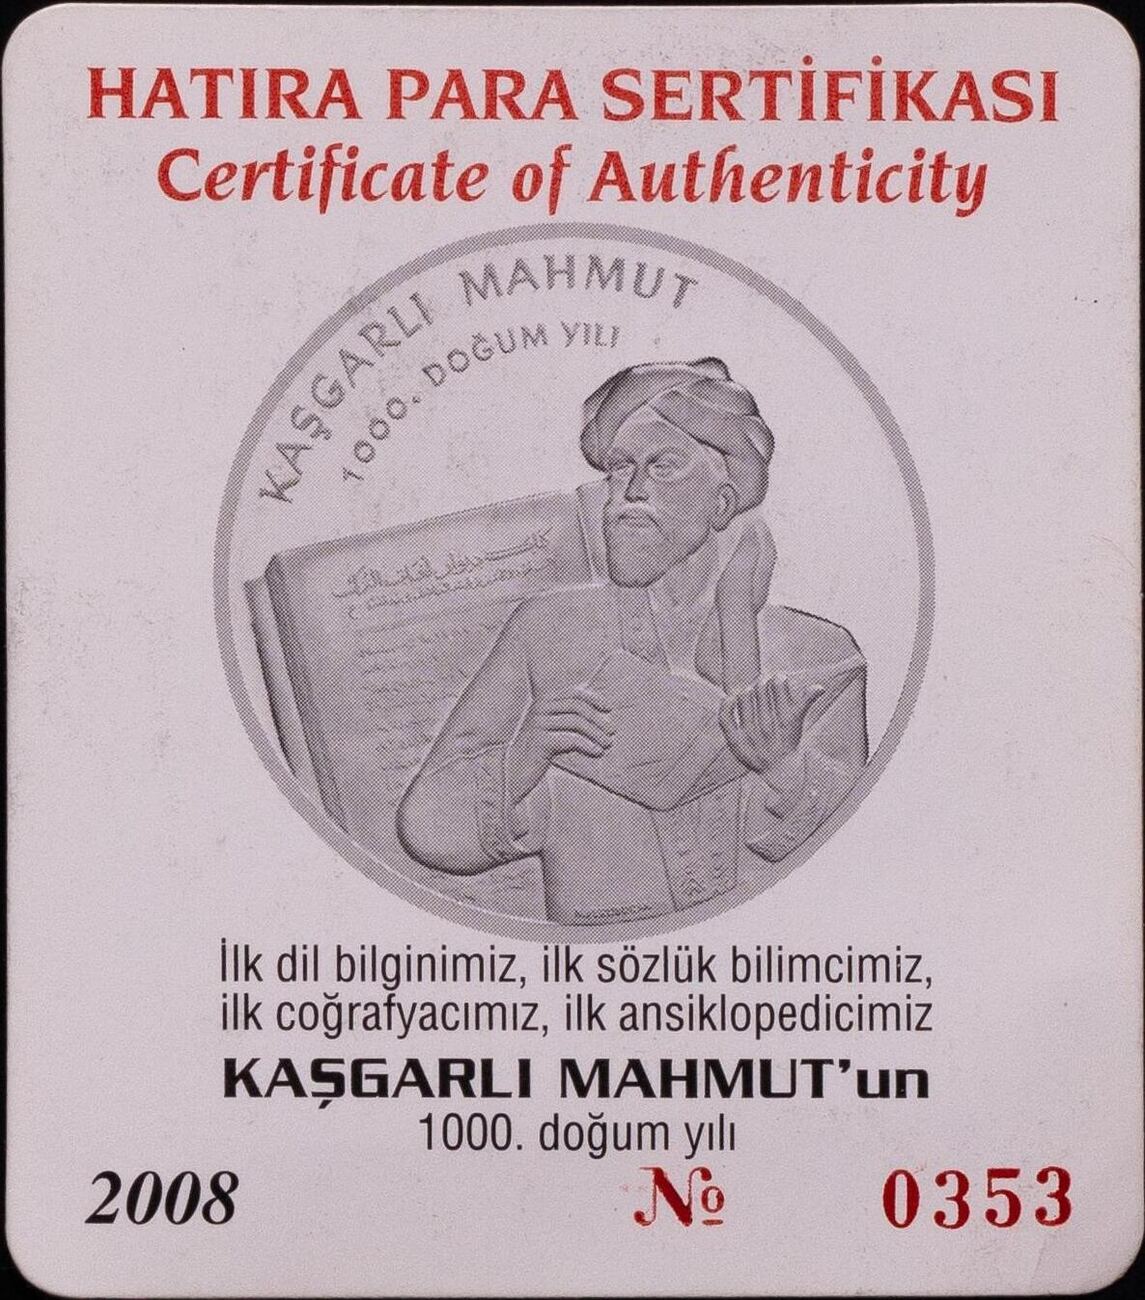 HATIRA PARA SERTİFİKASI
Certificate of Authenticity
KAŞGARLI MAHMUT
1000. DOĞUM YILI
İlk dil bilginimiz, ilk sözlük bilimcimiz,
ilk coğrafyacımız, ilk ansiklopedicimiz
KAŞGARLI MAHMUT'un
1000. doğum yılı
2008 № 0353